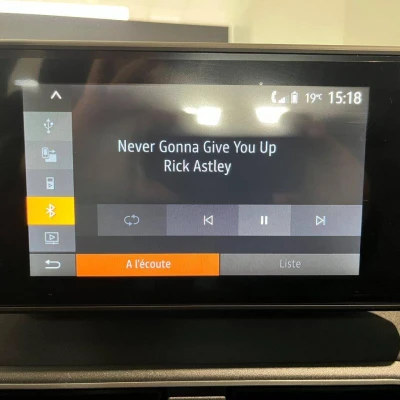 19°C 15:18
Never Gonna Give You Up
Rick Astley
A l'écoute
Liste